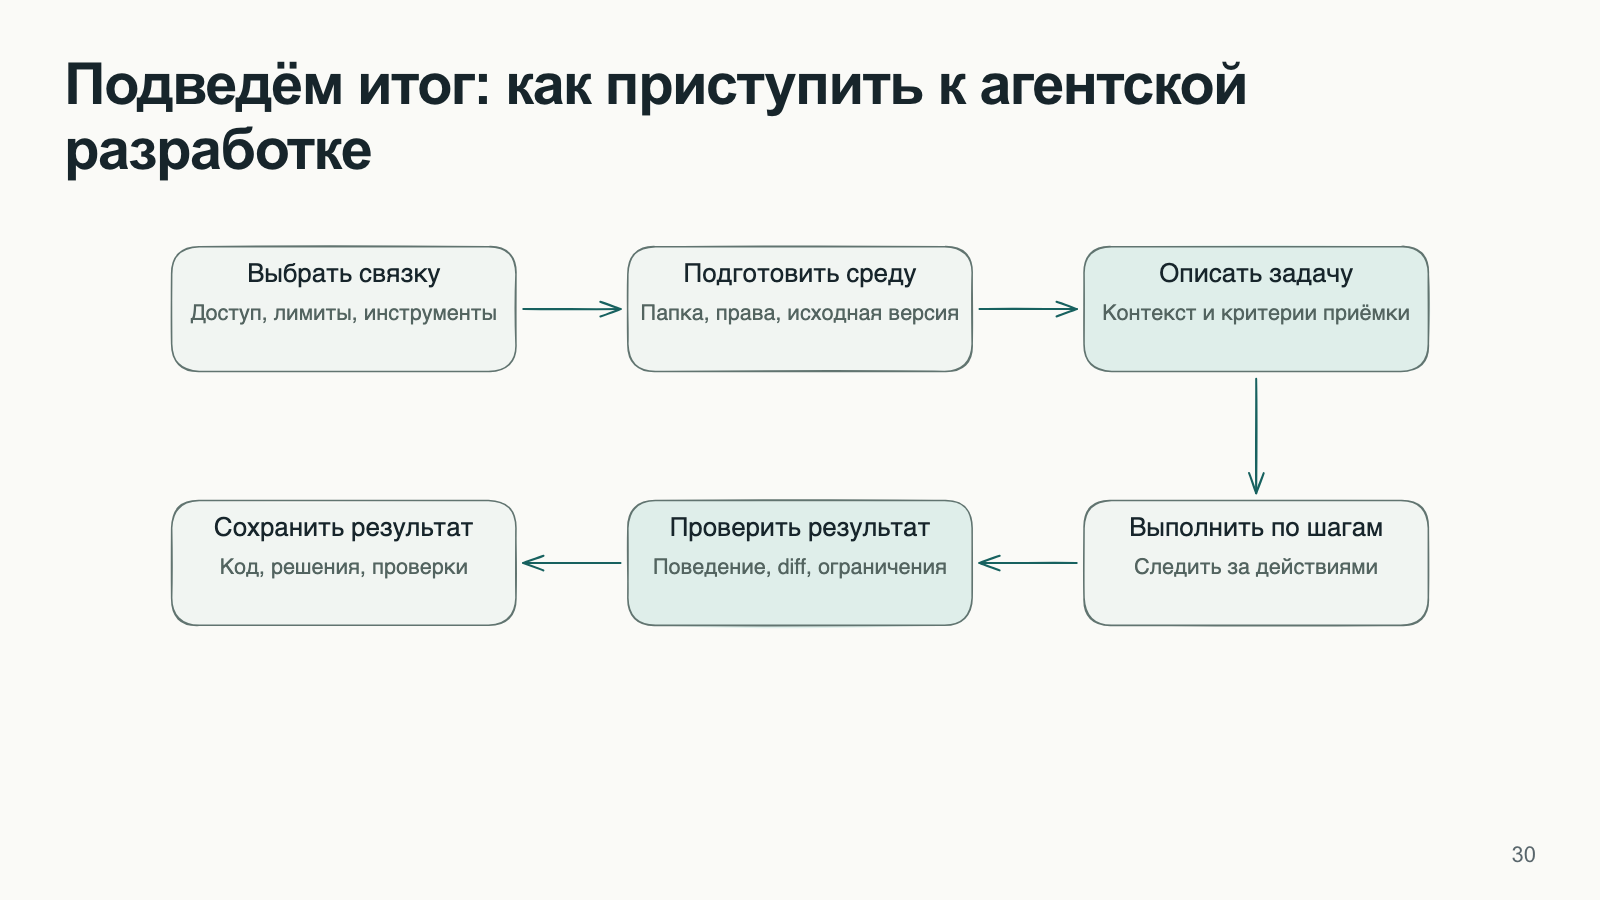 Подведём итог: как приступить к агентской
разработке
Выбрать связку
Доступ, лимиты, инструменты
Подготовить среду
Папка, права, исходная версия
Описать задачу
Контекст и критерии приёмки
Выполнить по шагам
Следить за действиями
Проверить результат
Поведение, diff, ограничения
Сохранить результат
Код, решения, проверки
30